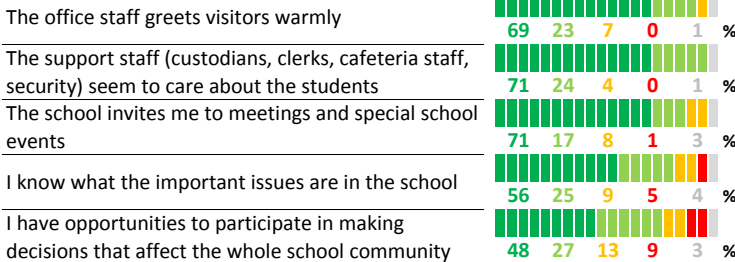 The office staff greets visitors warmly
69 23 7 0 1 %
The support staff (custodians, clerks, cafeteria staff,
security) seem to care about the students
71 24 4 0 1 %
The school invites me to meetings and special school
events
71 17 8 1 3 %
I know what the important issues are in the school
56 25 9 5 4 %
I have opportunities to participate in making
decisions that affect the whole school community
48 27 13 9 3 %